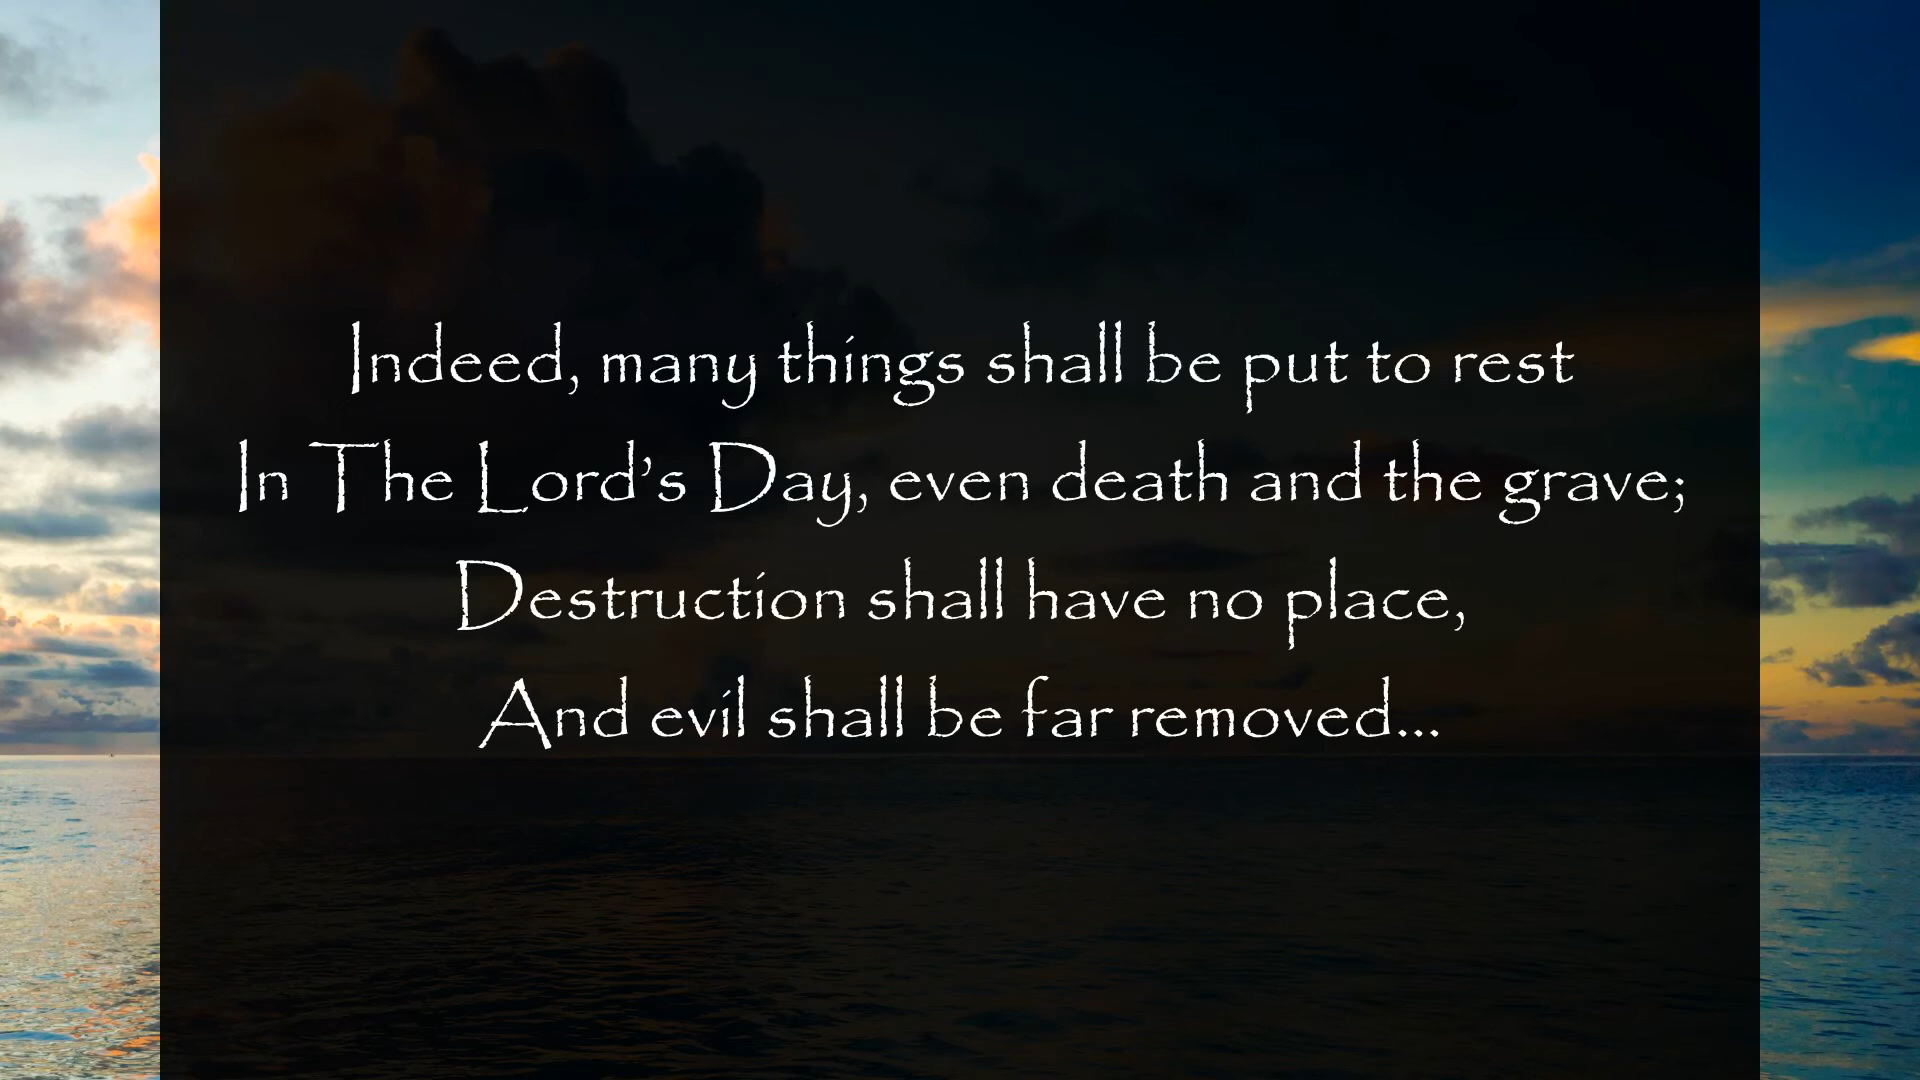 Indeed, many things shall be put to rest
In The Lord’s Day, even death and the grave;
Destruction shall have no place,
And evil shall be far removed...